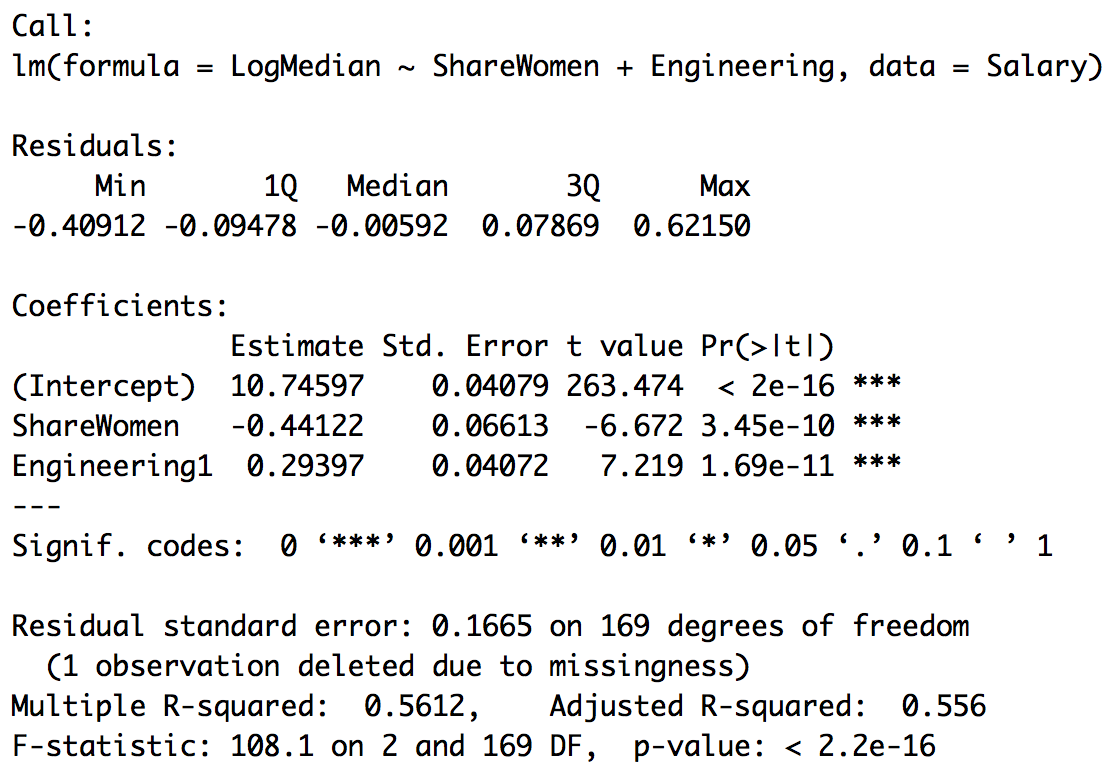 Call:
lm(formula = LogMedian ~ ShareWomen + Engineering, data = Salary)
Residuals:
     Min       1Q   Median       3Q      Max
-0.40912 -0.09478 -0.00592  0.07869  0.62150
Coefficients:
             Estimate Std. Error t value Pr(>|t|)
(Intercept)  10.74597    0.04079 263.474  < 2e-16 ***
ShareWomen   -0.44122    0.06613  -6.672 3.45e-10 ***
Engineering1  0.29397    0.04072   7.219 1.69e-11 ***
---
Signif. codes:  0 ‘***’ 0.001 ‘**’ 0.01 ‘*’ 0.05 ‘.’ 0.1 ‘ ’ 1
Residual standard error: 0.1665 on 169 degrees of freedom
  (1 observation deleted due to missingness)
Multiple R-squared:  0.5612,    Adjusted R-squared:  0.556
F-statistic: 108.1 on 2 and 169 DF,  p-value: < 2.2e-16